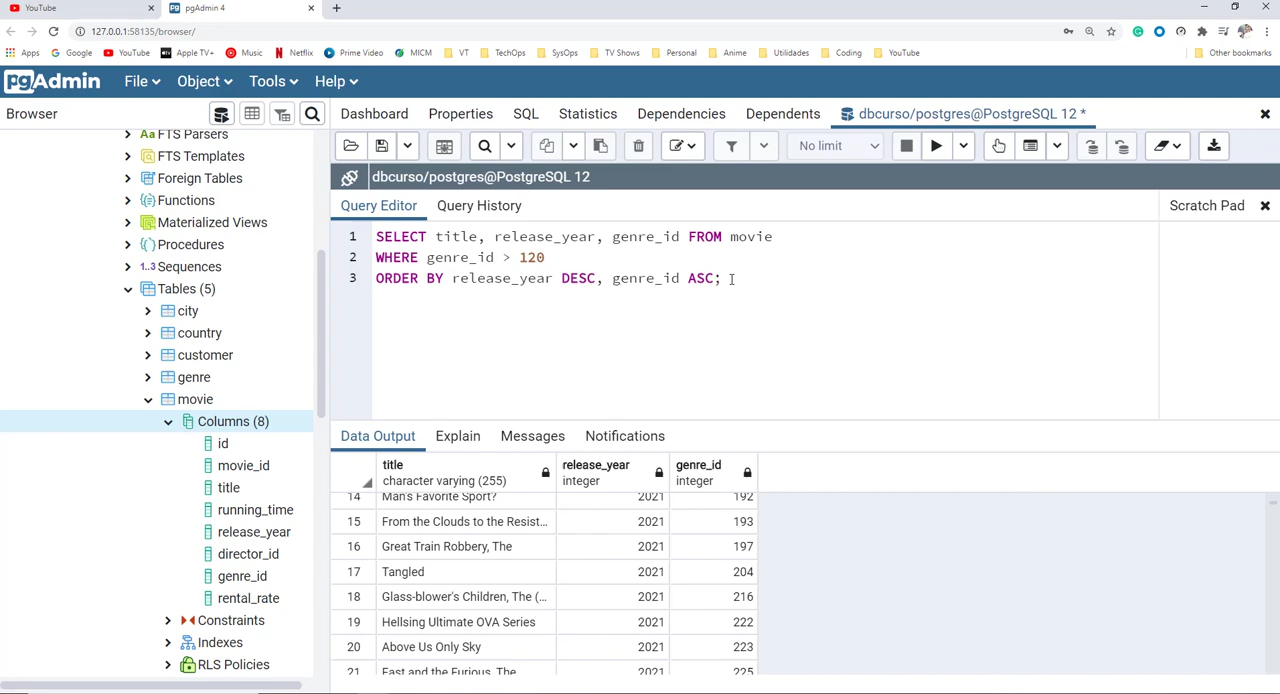 YouTube
pgAdmin 4
127.0.0.1:58135/browser/
Apps Google YouTube Apple TV+ Music Netflix Prime Video MICM VT TechOps SysOps TV Shows Personal Anime Utilidades Coding YouTube Other bookmarks
pgAdmin File Object Tools Help
Browser
Dashboard Properties SQL Statistics Dependencies Dependents dbcurso/postgres@PostgreSQL 12 *
No limit
dbcurso/postgres@PostgreSQL 12
Query Editor Query History
Scratch Pad
FTS Parsers
FTS Templates
Foreign Tables
Functions
Materialized Views
Procedures
Sequences
Tables (5)
city
country
customer
genre
movie
Columns (8)
id
movie_id
title
running_time
release_year
director_id
genre_id
rental_rate
Constraints
Indexes
RLS Policies
1 SELECT title, release_year, genre_id FROM movie
2 WHERE genre_id > 120
3 ORDER BY release_year DESC, genre_id ASC;
Data Output Explain Messages Notifications
title release_year genre_id
character varying (255) integer integer
14 Man's Favorite Sport? 2021 192
15 From the Clouds to the Resist... 2021 193
16 Great Train Robbery, The 2021 197
17 Tangled 2021 204
18 Glass-blower's Children, The (... 2021 216
19 Hellsing Ultimate OVA Series 2021 222
20 Above Us Only Sky 2021 223
21 Fast and the Furious, The 2021 225